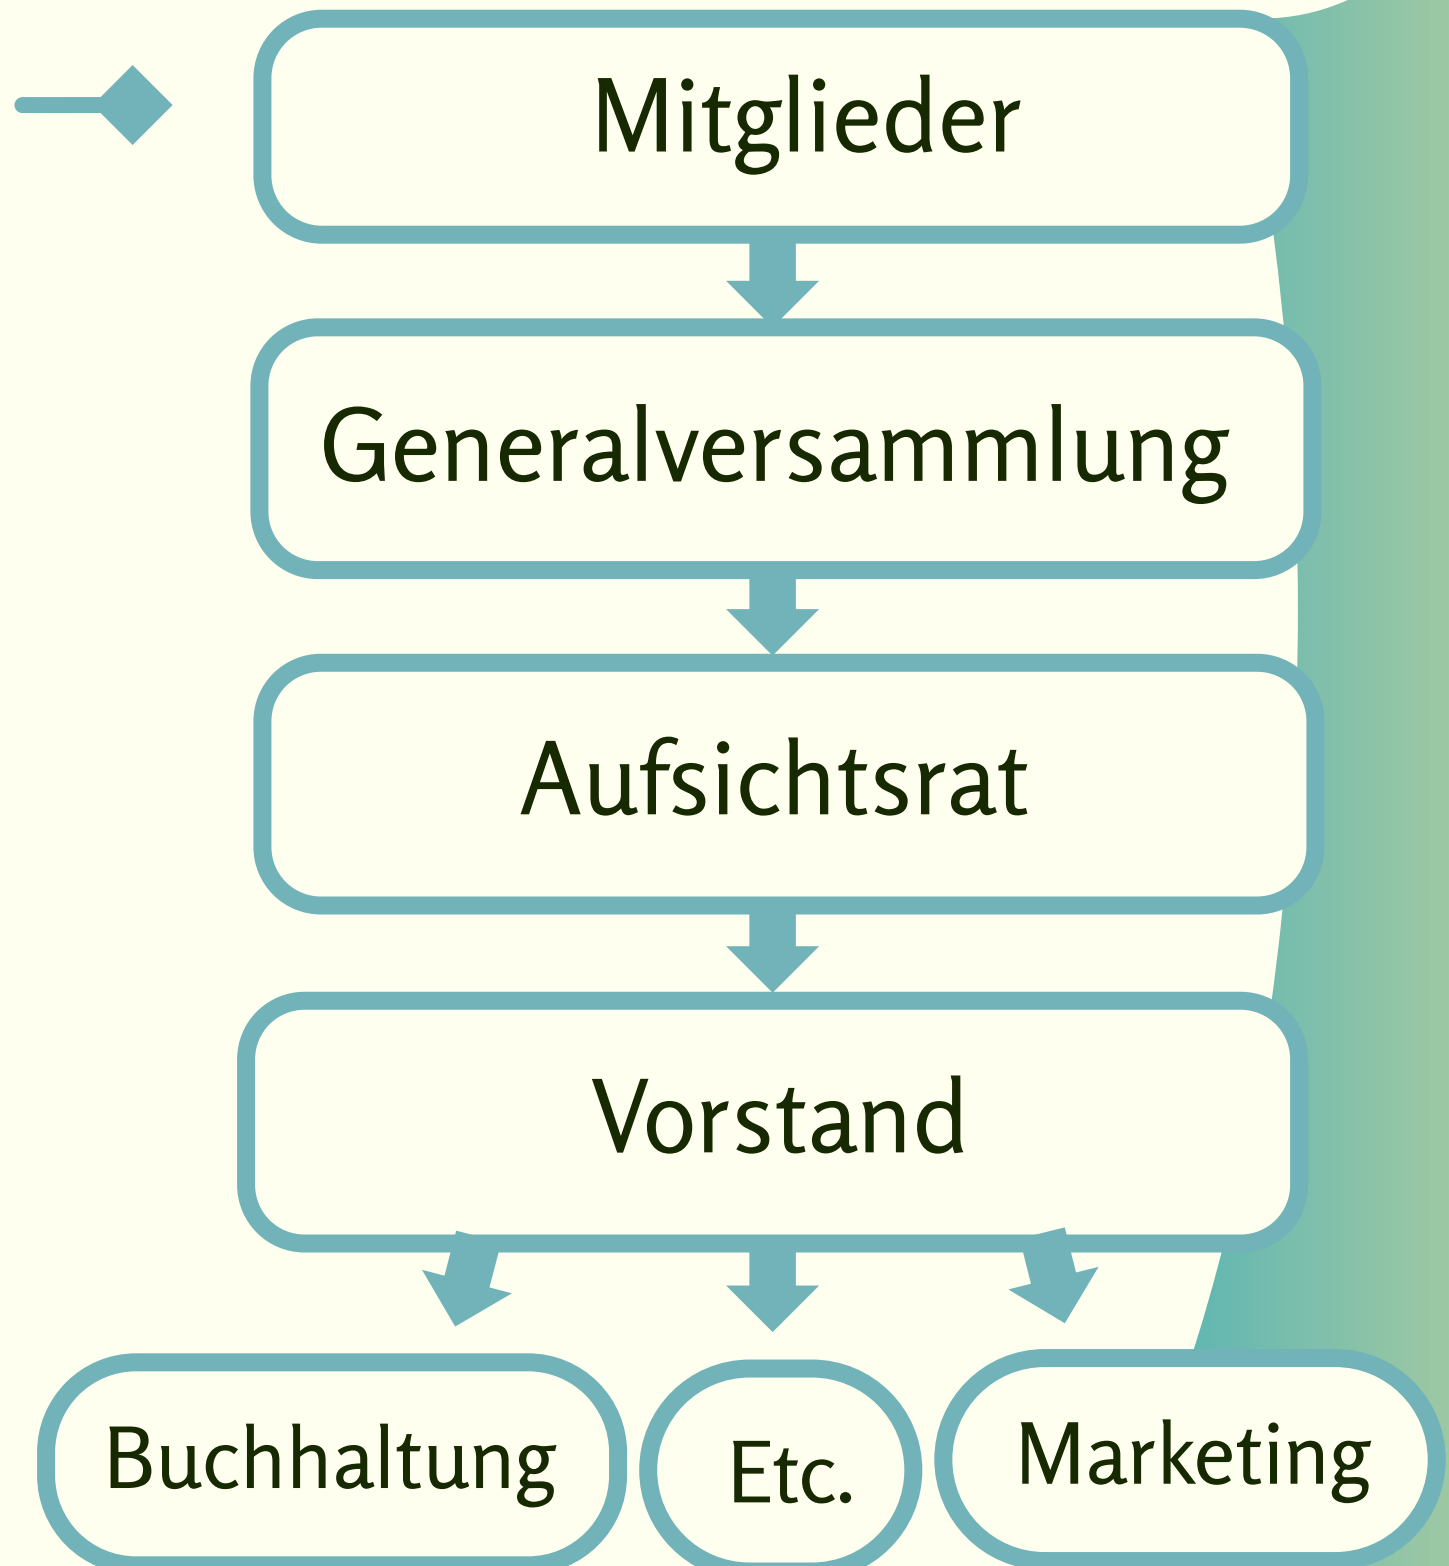 Mitglieder
Generalversammlung
Aufsichtsrat
Vorstand
Buchhaltung
Etc.
Marketing